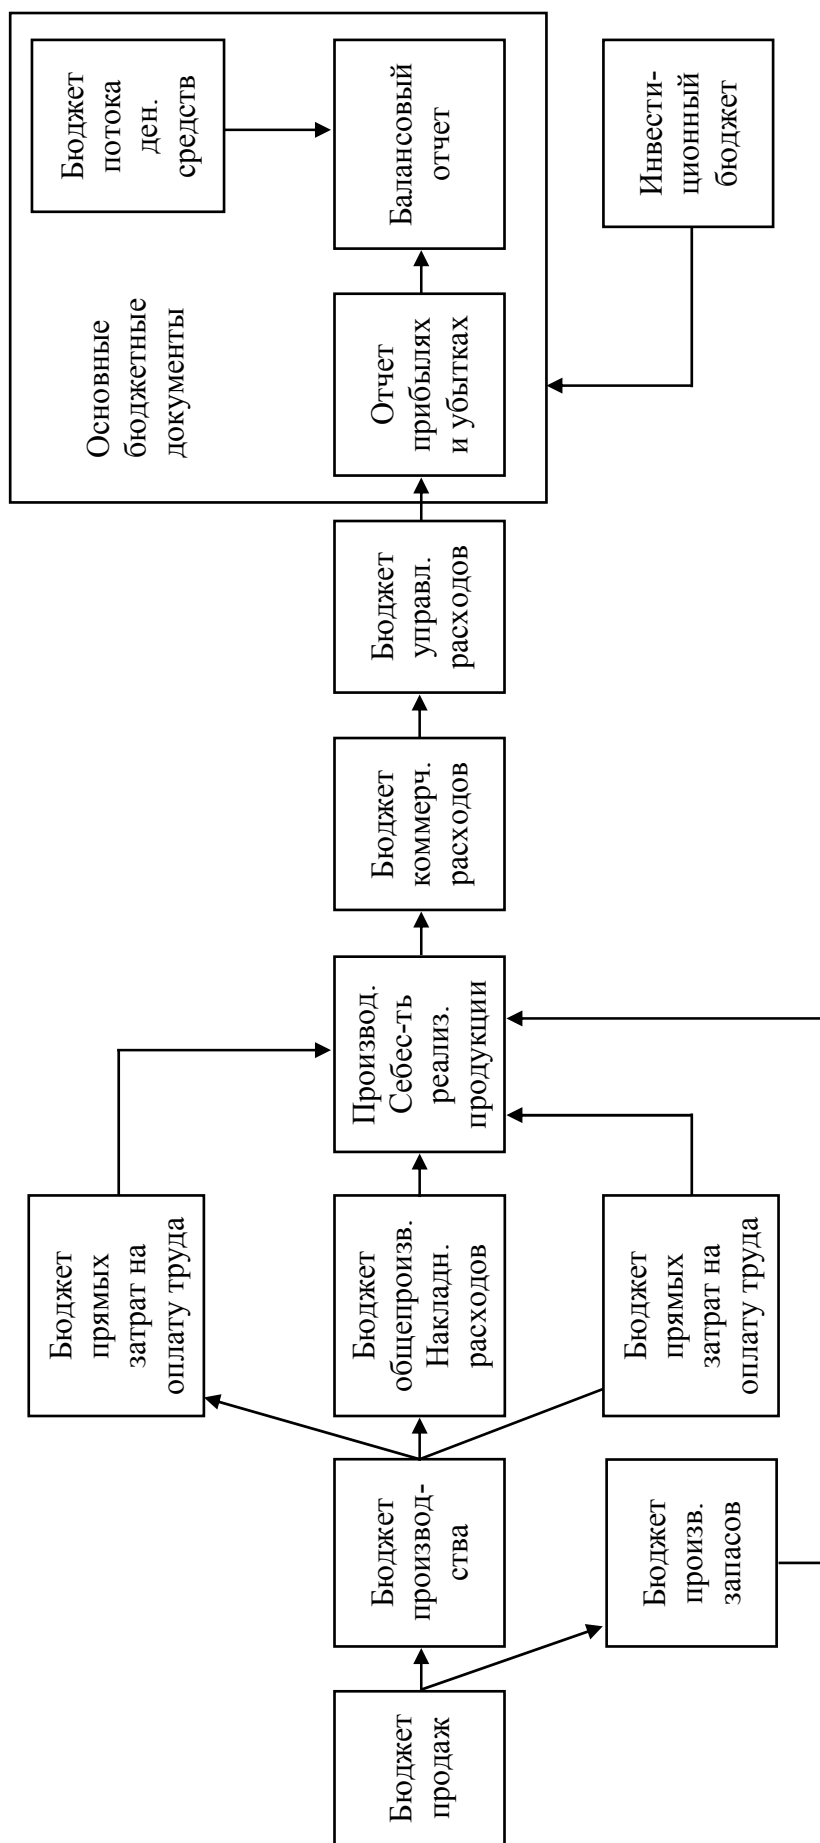 Бюджет
продаж
Бюджет
производ-
ства
Бюджет
произв.
запасов
Бюджет
прямых
затрат на
оплату труда
Бюджет
общепроизв.
Накладн.
расходов
Бюджет
прямых
затрат на
оплату труда
Производ.
Себес-ть
реализ.
продукции
Бюджет
коммерч.
расходов
Бюджет
управл.
расходов
Основные
бюджетные
документы
Отчет
прибылях
и убытках
Бюджет
потока
ден.
средств
Балансовый
отчет
Инвести-
ционный
бюджет